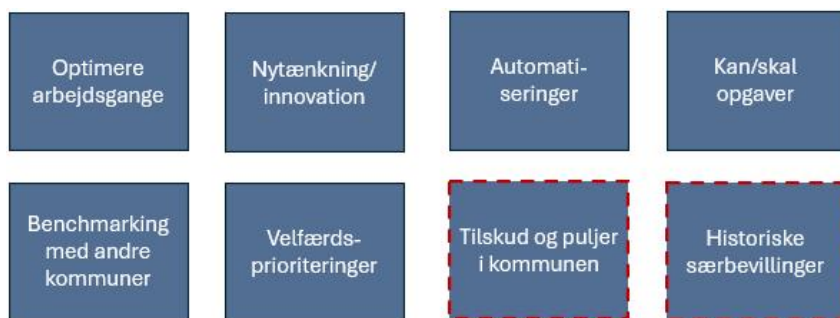 Optimere
arbejdsgange
Nytænkning/
innovation
Automati-
seringer
Kan/skal
opgaver
Benchmarking
med andre
kommuner
Velfærds-
prioriteringer
Tilskud og puljer
i kommunen
Historiske
særbevillinger